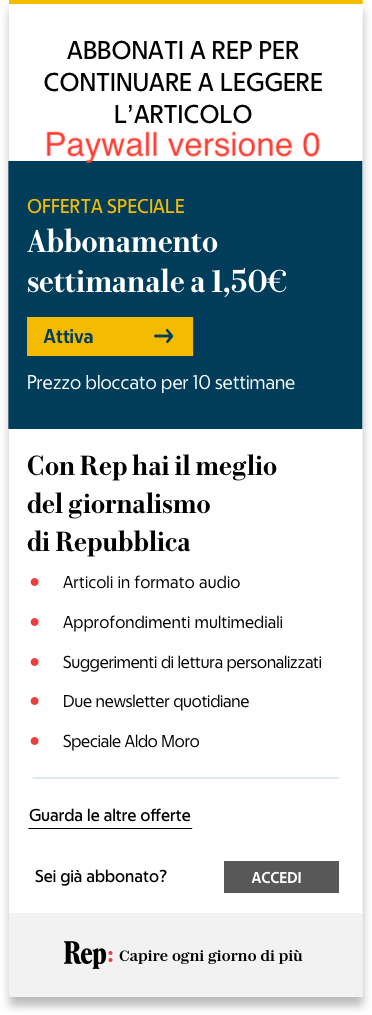 ABBONATI A REP PER
CONTINUARE A LEGGERE
L’ARTICOLO
Paywall versione 0
OFFERTA SPECIALE
Abbonamento
settimanale a 1,50€
Attiva
Prezzo bloccato per 10 settimane
Con Rep hai il meglio
del giornalismo
di Repubblica
Articoli in formato audio
Approfondimenti multimediali
Suggerimenti di lettura personalizzati
Due newsletter quotidiane
Speciale Aldo Moro
Guarda le altre offerte
Sei già abbonato? ACCEDI
Rep: Capire ogni giorno di più